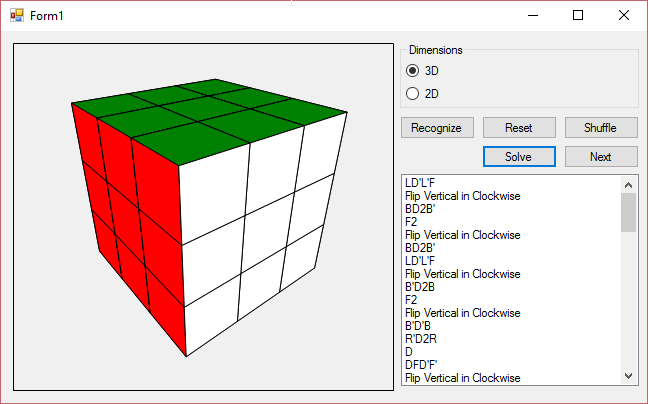 Form1
Dimensions
3D
2D
Recognize Reset Shuffle
Solve Next
LD'L'F
Flip Vertical in Clockwise
BD2B'
F2
Flip Vertical in Clockwise
BD2B'
LD'L'F
Flip Vertical in Clockwise
B'D2B
F2
Flip Vertical in Clockwise
B'D'B
R'D2R
D
DFD'F'
Flip Vertical in Clockwise